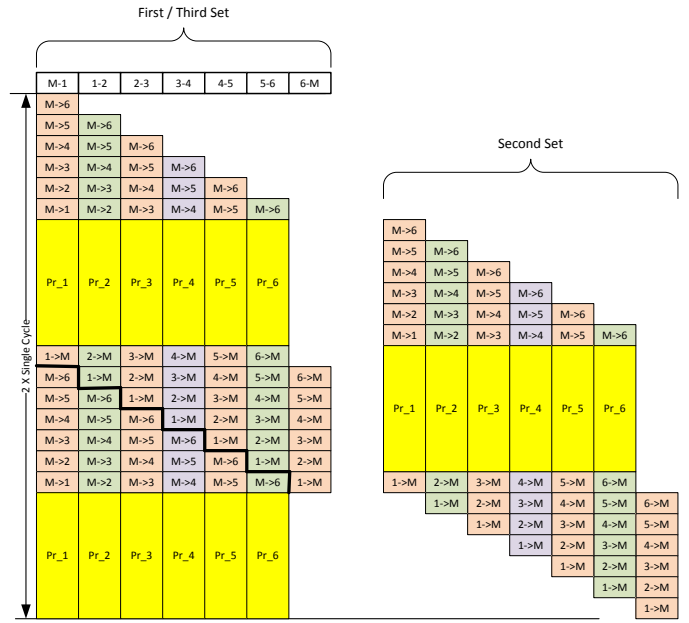 First / Third Set
M-1 1-2 2-3 3-4 4-5 5-6 6-M
M->6
M->5 M->6
M->4 M->5 M->6
M->3 M->4 M->5 M->6
M->2 M->3 M->4 M->5 M->6
M->1 M->2 M->3 M->4 M->5 M->6
Pr_1 Pr_2 Pr_3 Pr_4 Pr_5 Pr_6
2 X Single Cycle
1->M 2->M 3->M 4->M 5->M 6->M
M->6 1->M 2->M 3->M 4->M 5->M 6->M
M->5 M->6 1->M 2->M 3->M 4->M 5->M
M->4 M->5 M->6 1->M 2->M 3->M 4->M
M->3 M->4 M->5 M->6 1->M 2->M 3->M
M->2 M->3 M->4 M->5 M->6 1->M 2->M
M->1 M->2 M->3 M->4 M->5 M->6 1->M
Pr_1 Pr_2 Pr_3 Pr_4 Pr_5 Pr_6
Second Set
M->6
M->5 M->6
M->4 M->5 M->6
M->3 M->4 M->5 M->6
M->2 M->3 M->4 M->5 M->6
M->1 M->2 M->3 M->4 M->5 M->6
Pr_1 Pr_2 Pr_3 Pr_4 Pr_5 Pr_6
1->M 2->M 3->M 4->M 5->M 6->M
1->M 2->M 3->M 4->M 5->M 6->M
1->M 2->M 3->M 4->M 5->M
1->M 2->M 3->M 4->M
1->M 2->M 3->M
1->M 2->M
1->M